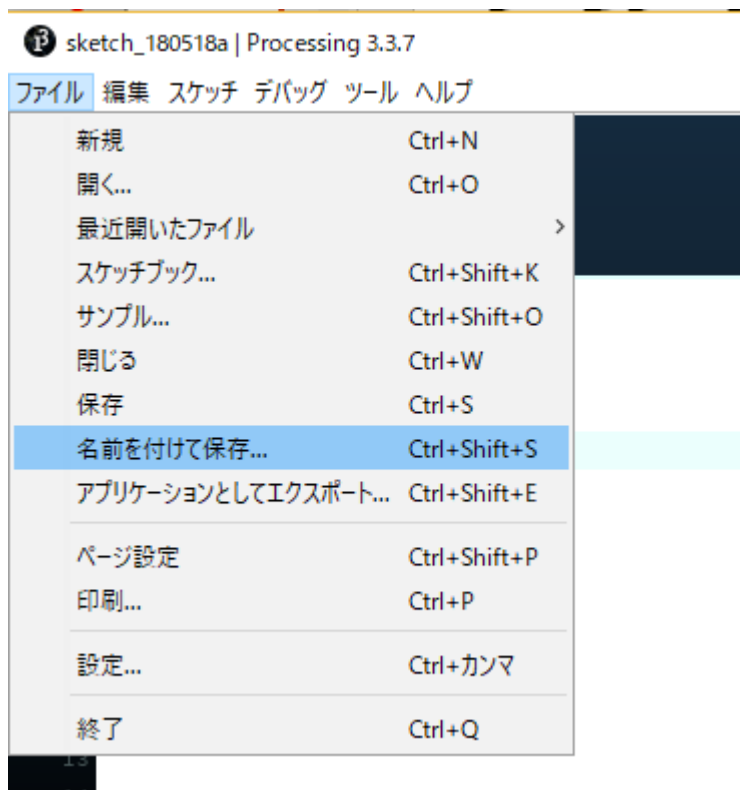 sketch_180518a | Processing 3.3.7
ファイル 編集 スケッチ デバッグ ツール ヘルプ
新規 Ctrl+N
開く... Ctrl+O
最近開いたファイル
スケッチブック... Ctrl+Shift+K
サンプル... Ctrl+Shift+O
閉じる Ctrl+W
保存 Ctrl+S
名前を付けて保存... Ctrl+Shift+S
アプリケーションとしてエクスポート... Ctrl+Shift+E
ページ設定 Ctrl+Shift+P
印刷... Ctrl+P
設定... Ctrl+カンマ
終了 Ctrl+Q
13